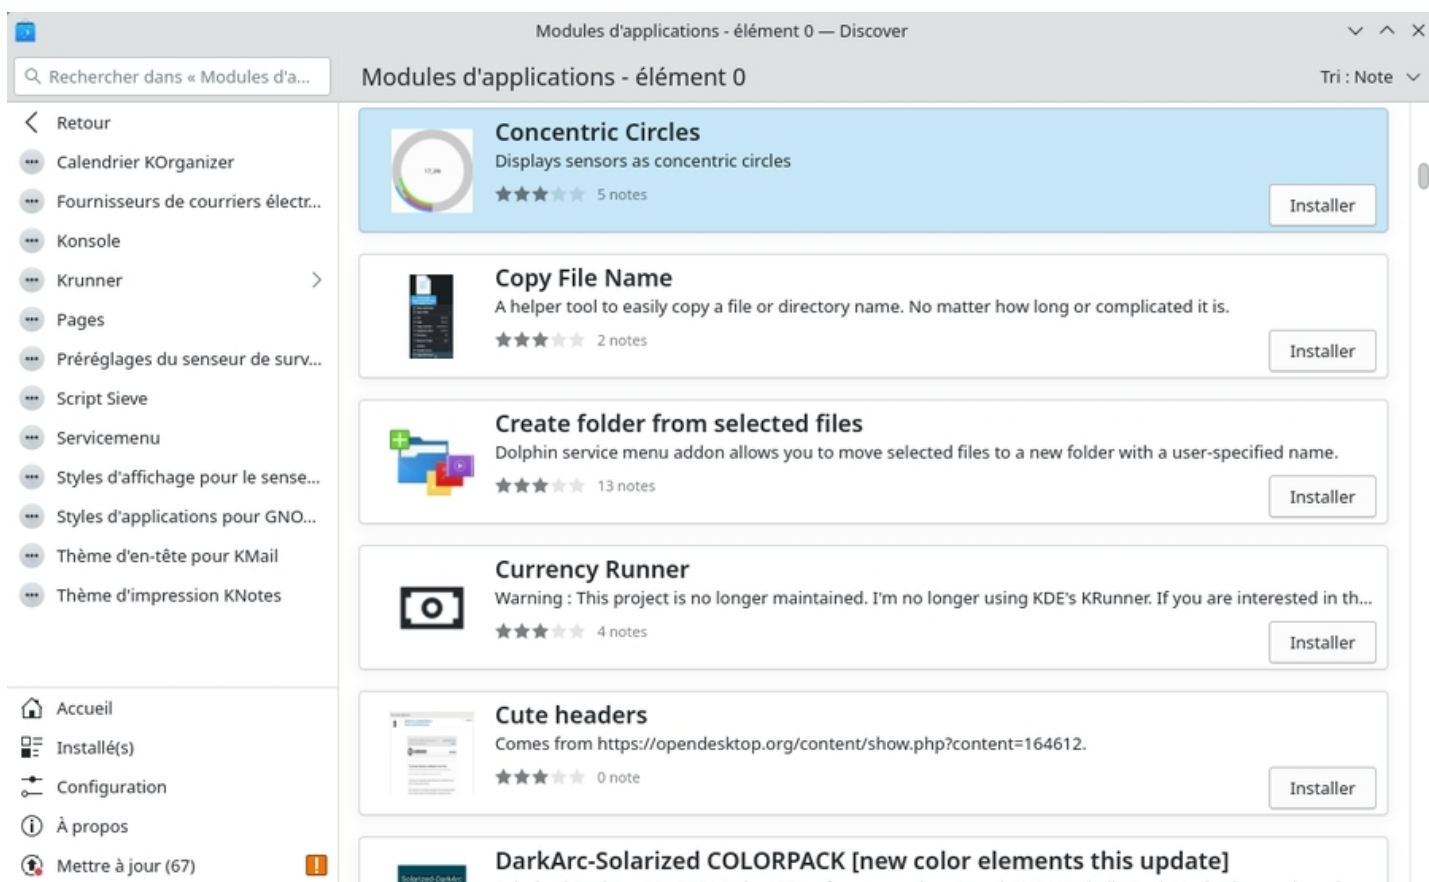 Modules d'applications - élément 0 — Discover
Rechercher dans « Modules d'a...
Modules d'applications - élément 0
Tri : Note
Retour
Calendrier KOrganizer
Fournisseurs de courriers électr...
Konsole
Krunner
Pages
Préréglages du senseur de surv...
Script Sieve
Servicemenu
Styles d'affichage pour le sense...
Styles d'applications pour GNO...
Thème d'en-tête pour KMail
Thème d'impression KNotes
Accueil
Installé(s)
Configuration
À propos
Mettre à jour (67)
Concentric Circles
Displays sensors as concentric circles
5 notes
Installer
Copy File Name
A helper tool to easily copy a file or directory name. No matter how long or complicated it is.
2 notes
Installer
Create folder from selected files
Dolphin service menu addon allows you to move selected files to a new folder with a user-specified name.
13 notes
Installer
Currency Runner
Warning : This project is no longer maintained. I'm no longer using KDE's KRunner. If you are interested in th...
4 notes
Installer
Cute headers
Comes from https://opendesktop.org/content/show.php?content=164612.
0 note
Installer
DarkArc-Solarized COLORPACK [new color elements this update]